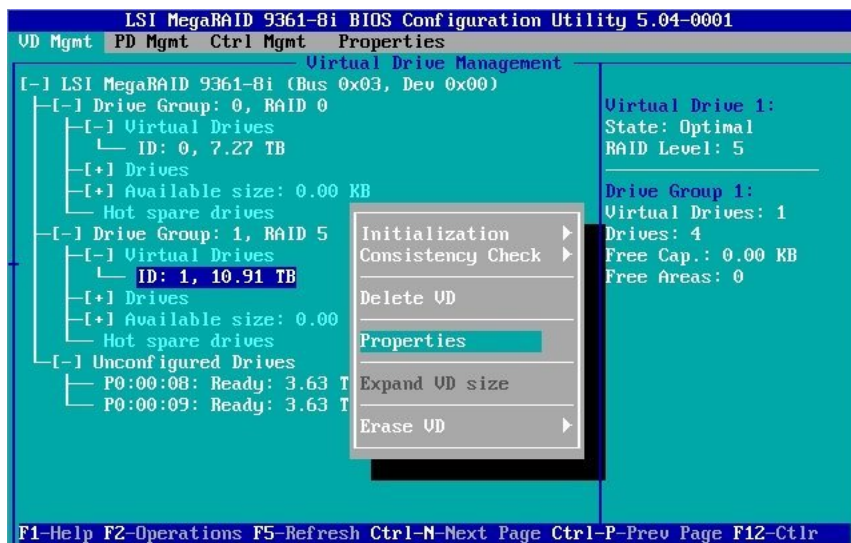 LSI MegaRAID 9361-8i BIOS Configuration Utility 5.04-0001
VD Mgmt PD Mgmt Ctrl Mgmt Properties
Virtual Drive Management
[-] LSI MegaRAID 9361-8i (Bus 0x03, Dev 0x00)
[-] Drive Group: 0, RAID 0
[-] Virtual Drives
ID: 0, 7.27 TB
[+] Drives
[+] Available size: 0.00 KB
Hot spare drives
[-] Drive Group: 1, RAID 5
[-] Virtual Drives
ID: 1, 10.91 TB
[+] Drives
[+] Available size: 0.00
Hot spare drives
[-] Unconfigured Drives
P0:00:08: Ready: 3.63 T
P0:00:09: Ready: 3.63 T
Initialization
Consistency Check
Delete VD
Properties
Expand VD size
Erase VD
Virtual Drive 1:
State: Optimal
RAID Level: 5
Drive Group 1:
Virtual Drives: 1
Drives: 4
Free Cap.: 0.00 KB
Free Areas: 0
F1-Help F2-Operations F5-Refresh Ctrl-N-Next Page Ctrl-P-Prev Page F12-Ctlr